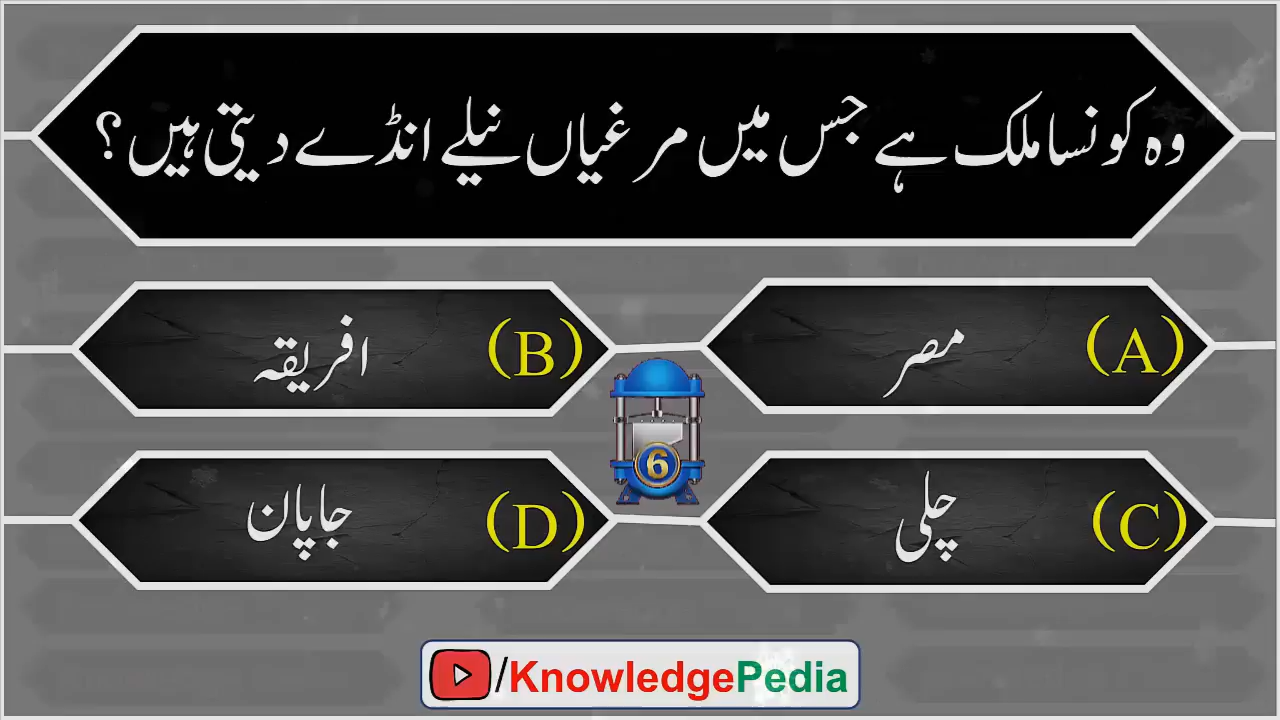 وہ کونسا ملک ہے جس میں مرغیاں نیلے انڈے دیتی ہیں؟
(A) مصر
(B) افریقہ
(C) چلی
(D) جاپان
6
/KnowledgePedia